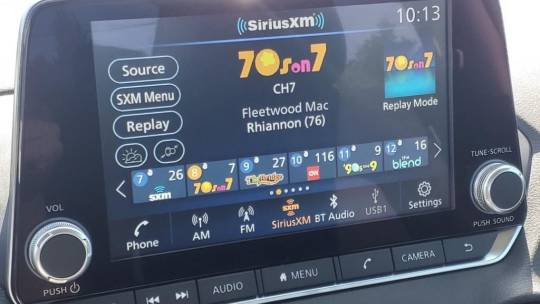 SiriusXM
10:13
Source
SXM Menu
Replay
70s on 7
CH7
Fleetwood Mac
Rhiannon (76)
70s on 7
Replay Mode
7 26 8 7 9 27 10 116 11 9 12 16
sxm 70s on 7 CNN 90s on 9 the blend
Phone AM FM SiriusXM BT Audio USB1 Settings
VOL
PUSH
TUNE·SCROLL
PUSH SOUND
AUDIO MENU CAMERA